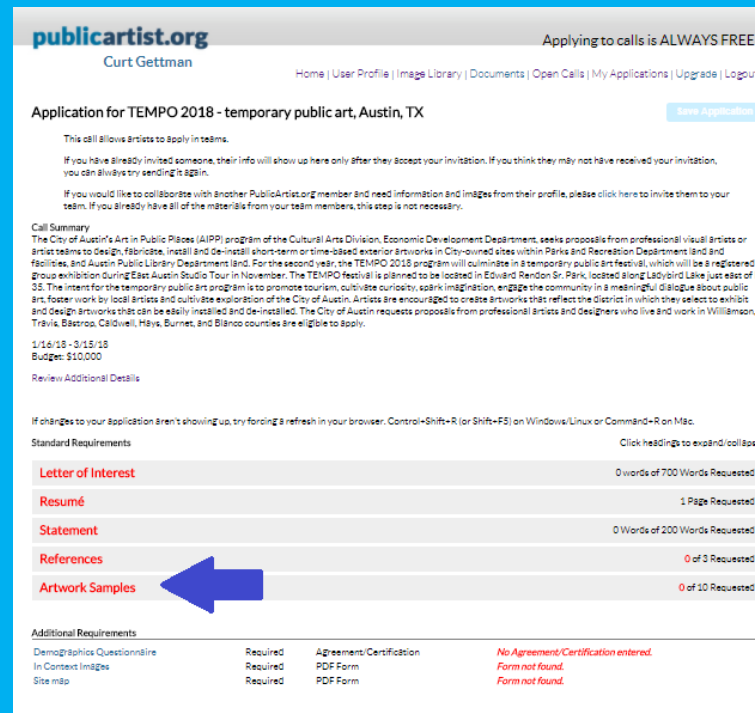 publicartist.org
Applying to calls is ALWAYS FREE
Curt Gettman
Home | User Profile | Image Library | Documents | Open Calls | My Applications | Upgrade | Logou
Application for TEMPO 2018 - temporary public art, Austin, TX
Save Application
This call allows artists to apply in teams.
If you have already invited someone, their info will show up here only after they accept your invitation. If you think they may not have received your invitation,
you can always try sending it again.
If you would like to collaborate with another PublicArtist.org member and need information and images from their profile, please click here to invite them to your
team. If you already have all of the materials from your team members, this step is not necessary.
Call Summary
The City of Austin's Art in Public Places (AIPP) program of the Cultural Arts Division, Economic Development Department, seeks proposals from professional visual artists or
artist teams to design, fabricate, install and de-install short-term or time-based exterior artworks in City-owned sites within Parks and Recreation Department land and
facilities, and Austin Public Library Department land. For the second year, the TEMPO 2018 program will culminate in a temporary public art festival, which will be a registered
group exhibition during East Austin Studio Tour in November. The TEMPO festival is planned to be located in Edward Rendon Sr. Park, located along Ladybird Lake just east of
35. The intent for the temporary public art program is to promote tourism, cultivate curiosity, spark imagination, engage the community in a meaningful dialogue about public
art, foster work by local artists and cultivate exploration of the City of Austin. Artists are encouraged to create artworks that reflect the district in which they select to exhibit
and design artworks that can be easily installed and de-installed. The City of Austin requests proposals from professional artists and designers who live and work in Williamson,
Travis, Bastrop, Caldwell, Hays, Burnet, and Blanco counties are eligible to apply.
1/16/18 - 3/15/18
Budget: $10,000
Review Additional Details
If changes to your application aren't showing up, try forcing a refresh in your browser. Control+Shift+R (or Shift+F5) on Windows/Linux or Command+R on Mac.
Standard Requirements
Click headings to expand/collaps
Letter of Interest
0 words of 700 Words Requested
Resumé
1 Page Requested
Statement
0 Words of 200 Words Requested
References
0 of 3 Requested
Artwork Samples
0 of 10 Requested
Additional Requirements
Demographics Questionnaire Required Agreement/Certification No Agreement/Certification entered.
In Context Images Required PDF Form Form not found.
Site map Required PDF Form Form not found.